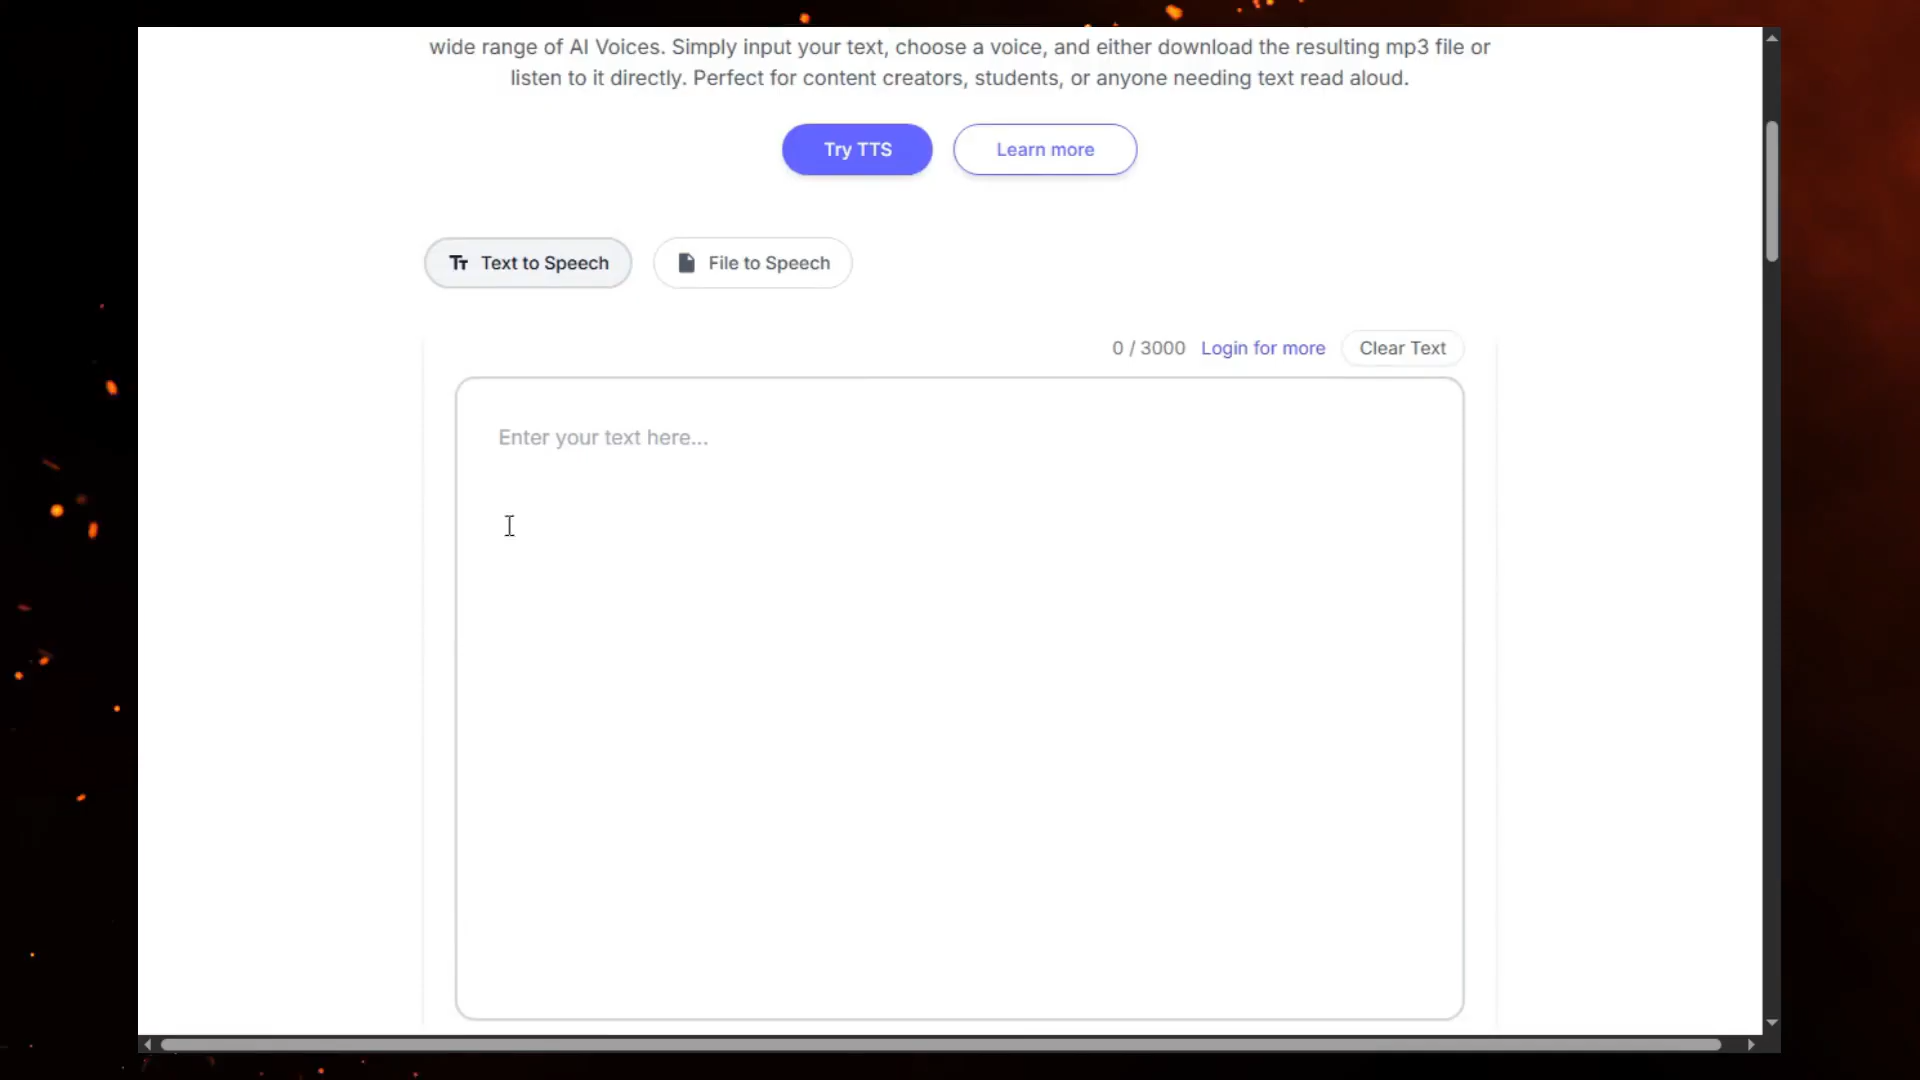 wide range of AI Voices. Simply input your text, choose a voice, and either download the resulting mp3 file or
listen to it directly. Perfect for content creators, students, or anyone needing text read aloud.
Try TTS
Learn more
Tт Text to Speech
File to Speech
0 / 3000
Login for more
Clear Text
Enter your text here...